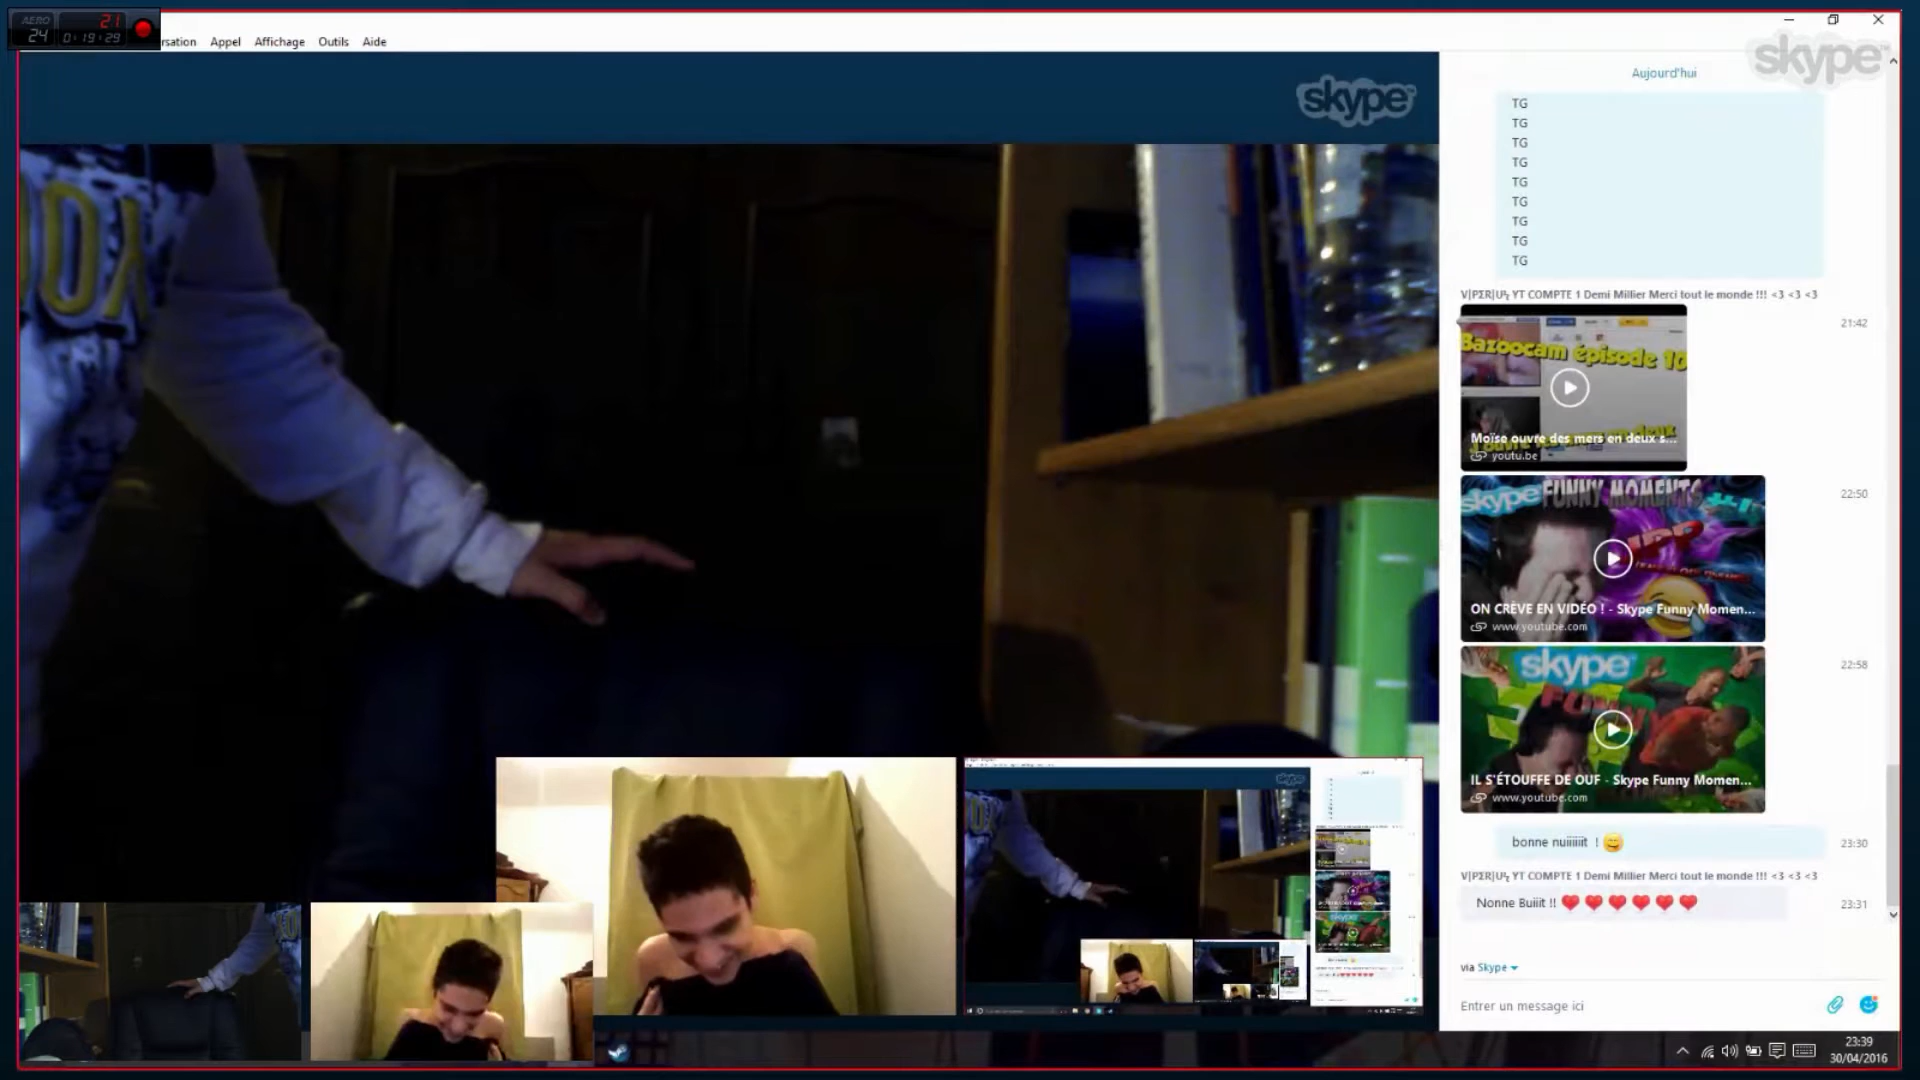 AERO
24
21
0:19:29
rsation Appel Affichage Outils Aide
skype
skype
Aujourd'hui
TG
TG
TG
TG
TG
TG
TG
TG
TG
YT COMPTE 1 Demi Millier Merci tout le monde !!! <3 <3 <3
21:42
Bazoocam épisode 10
Moïse ouvre des mers en deux s...
youtu.be
22:50
skype FUNNY MOMENTS
ON CRÈVE EN VIDÉO ! - Skype Funny Momen...
www.youtube.com
22:58
skype
FUNNY
IL S'ÉTOUFFE DE OUF - Skype Funny Momen...
www.youtube.com
bonne nuiiiiiit ! 😄
23:30
YT COMPTE 1 Demi Millier Merci tout le monde !!! <3 <3 <3
Nonne Buiiit !! ❤❤❤❤❤❤
23:31
via Skype
Entrer un message ici
23:39
30/04/2016